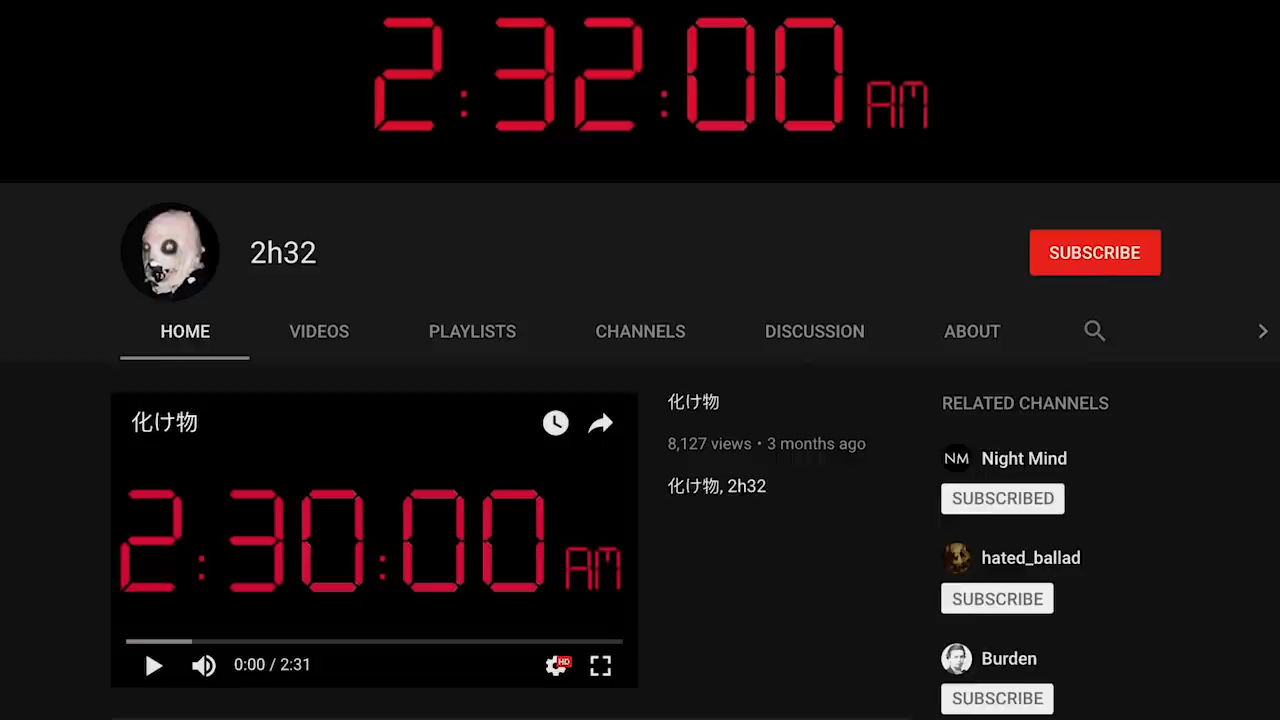 2:32:00 AM
2h32
SUBSCRIBE
HOME VIDEOS PLAYLISTS CHANNELS DISCUSSION ABOUT
化け物
2:30:00 AM
0:00 / 2:31
HD
化け物
8,127 views • 3 months ago
化け物, 2h32
RELATED CHANNELS
NM Night Mind
SUBSCRIBED
hated_ballad
SUBSCRIBE
Burden
SUBSCRIBE